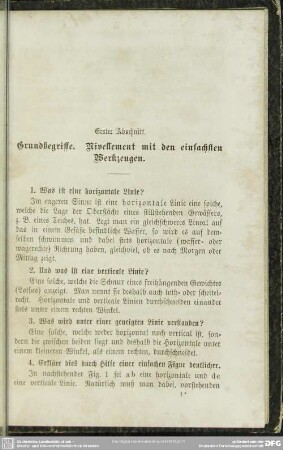 Erster Abschnitt.
Grundbegriffe. Nivellement mit den einfachsten
Werkzeugen.
1. Was ist eine horizontale Linie?
Im engeren Sinne ist eine horizontale Linie eine solche,
welche die Lage der Oberfläche eines stillstehenden Gewässers,
z. B. eines Teiches, hat. Legt man ein gleichschweres Lineal auf
das in einem Gefäße befindliche Wasser, so wird es auf dem-
selben schwimmen und dabei stets horizontale (wasser- oder
wagerechte) Richtung haben, gleichviel, ob es nach Morgen oder
Mittag zeigt.
2. Und was ist eine verticale Linie?
Eine solche, welche die Schnur eines freihängenden Gewichtes
(Lothes) anzeigt. Man nennt sie deshalb auch loth- oder scheitel-
recht. Horizontale und verticale Linien durchschneiden einander
stets unter einem rechten Winkel.
3. Was wird unter einer geneigten Linie verstanden?
Eine solche, welche weder horizontal noch vertical ist, son-
dern die zwischen beiden liegt und deshalb die Horizontale unter
einem kleineren Winkel, als einem rechten, durchschneidet.
4. Erkläre dies durch Hilfe einer einfachen Figur deutlicher.
In nachstehender Fig. 1 sei ab eine horizontale und de
eine verticale Linie. Natürlich muß man dabei, vorstehenden
1*